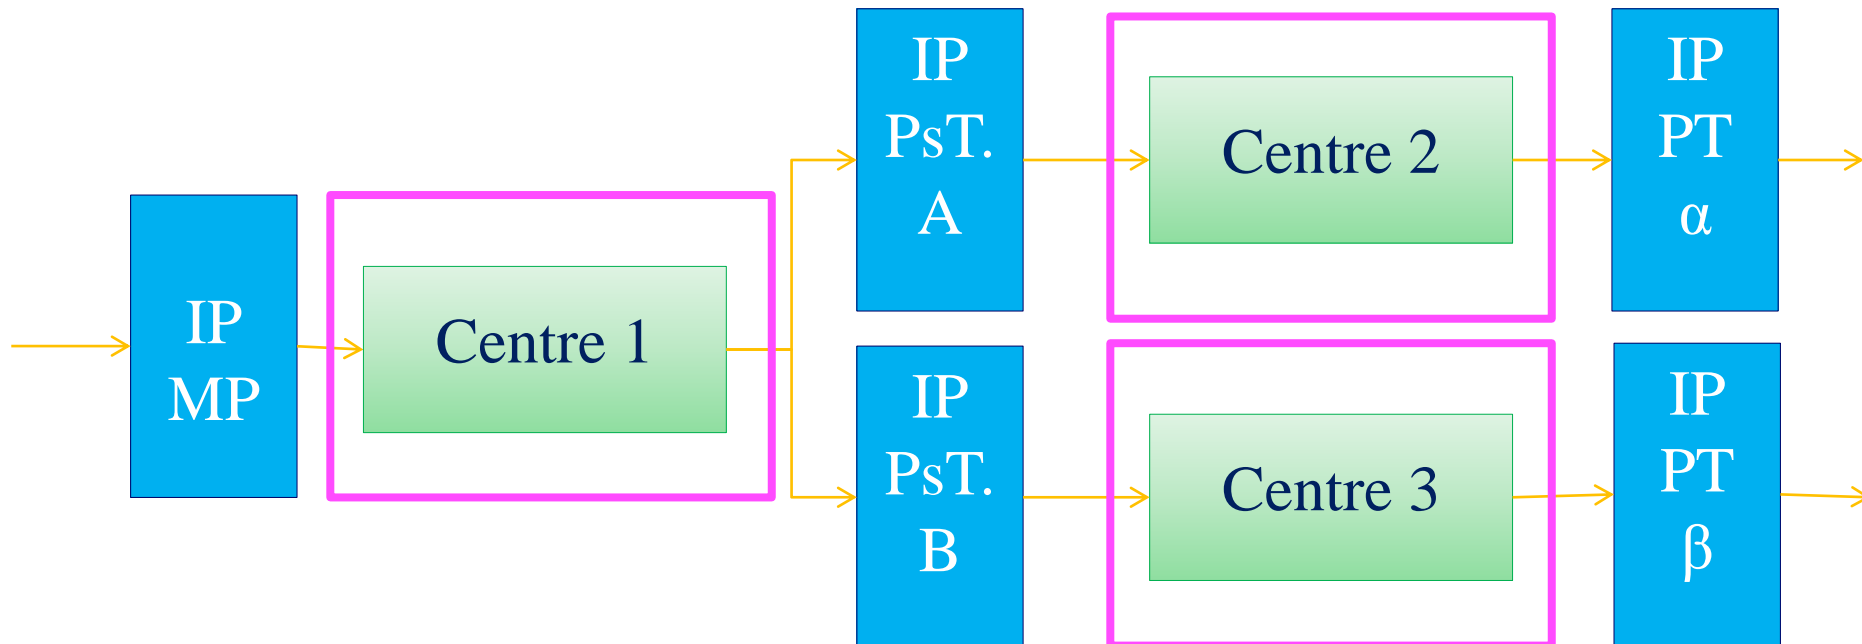 IP
MP
Centre 1
IP
PsT.
A
Centre 2
IP
PT
α
IP
PsT.
B
Centre 3
IP
PT
β